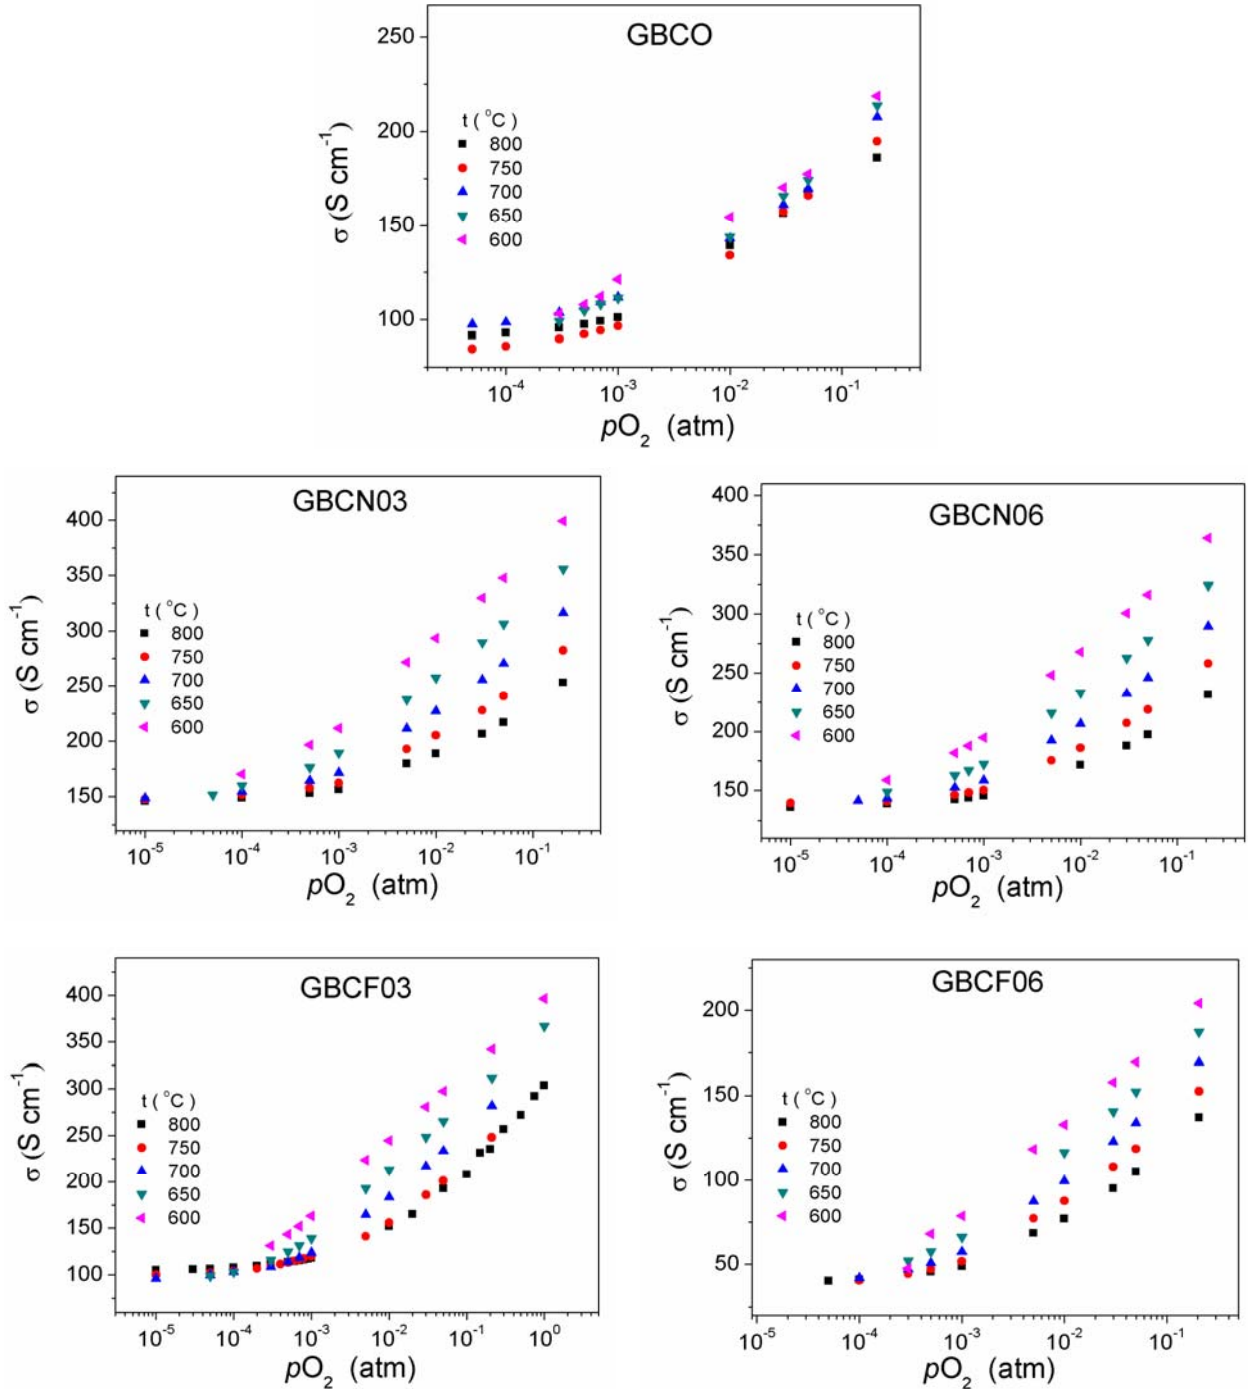 GBCO
250
200
150
100
σ (S cm⁻¹)
t (°C)
800
750
700
650
600
10⁻⁴ 10⁻³ 10⁻² 10⁻¹
pO₂ (atm)
GBCN03
400
350
300
250
200
150
σ (S cm⁻¹)
t (°C)
800
750
700
650
600
10⁻⁵ 10⁻⁴ 10⁻³ 10⁻² 10⁻¹
pO₂ (atm)
GBCN06
400
350
300
250
200
150
σ (S cm⁻¹)
t (°C)
800
750
700
650
600
10⁻⁵ 10⁻⁴ 10⁻³ 10⁻² 10⁻¹
pO₂ (atm)
GBCF03
400
350
300
250
200
150
100
σ (S cm⁻¹)
t (°C)
800
750
700
650
600
10⁻⁵ 10⁻⁴ 10⁻³ 10⁻² 10⁻¹ 10⁰
pO₂ (atm)
GBCF06
200
150
100
50
σ (S cm⁻¹)
t (°C)
800
750
700
650
600
10⁻⁵ 10⁻⁴ 10⁻³ 10⁻² 10⁻¹
pO₂ (atm)